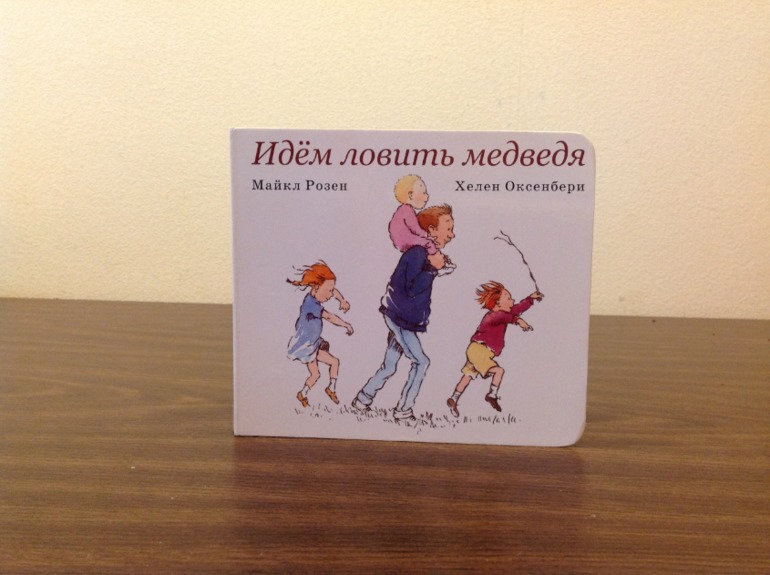 Идём ловить медведя
Майкл Розен Хелен Оксенбери